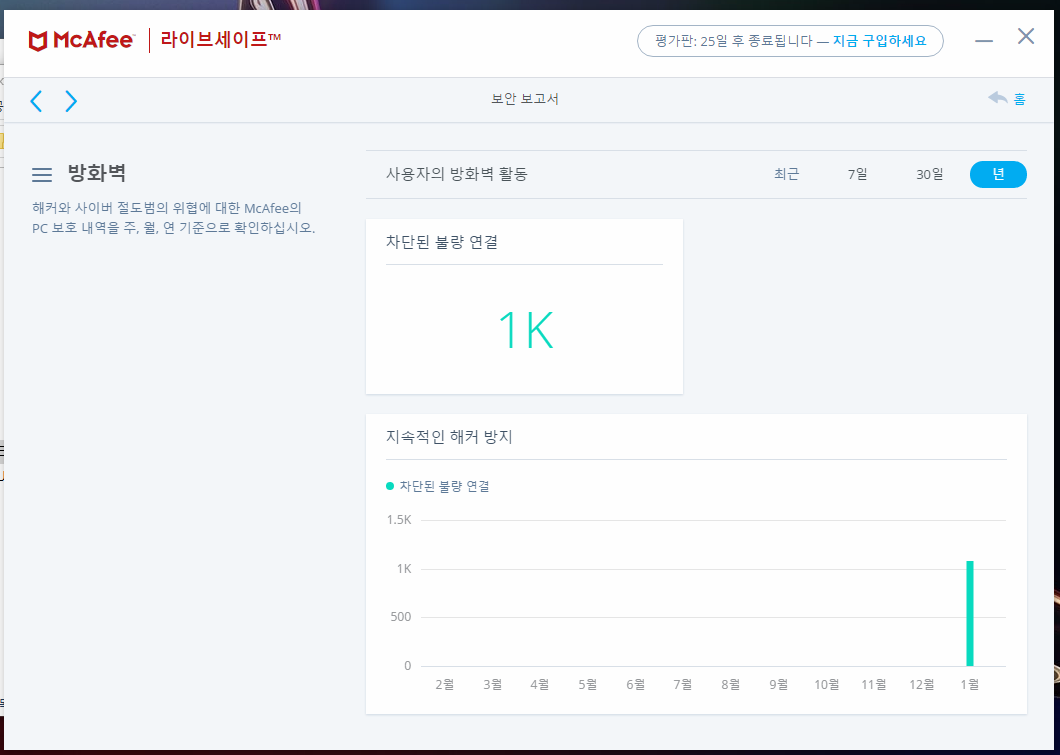 McAfee™ 라이브세이프™
평가판: 25일 후 종료됩니다 — 지금 구입하세요
보안 보고서
홈
방화벽
해커와 사이버 절도범의 위협에 대한 McAfee의
PC 보호 내역을 주, 월, 연 기준으로 확인하십시오.
사용자의 방화벽 활동 최근 7일 30일 년
차단된 불량 연결
1K
지속적인 해커 방지
차단된 불량 연결
1.5K
1K
500
0
2월 3월 4월 5월 6월 7월 8월 9월 10월 11월 12월 1월